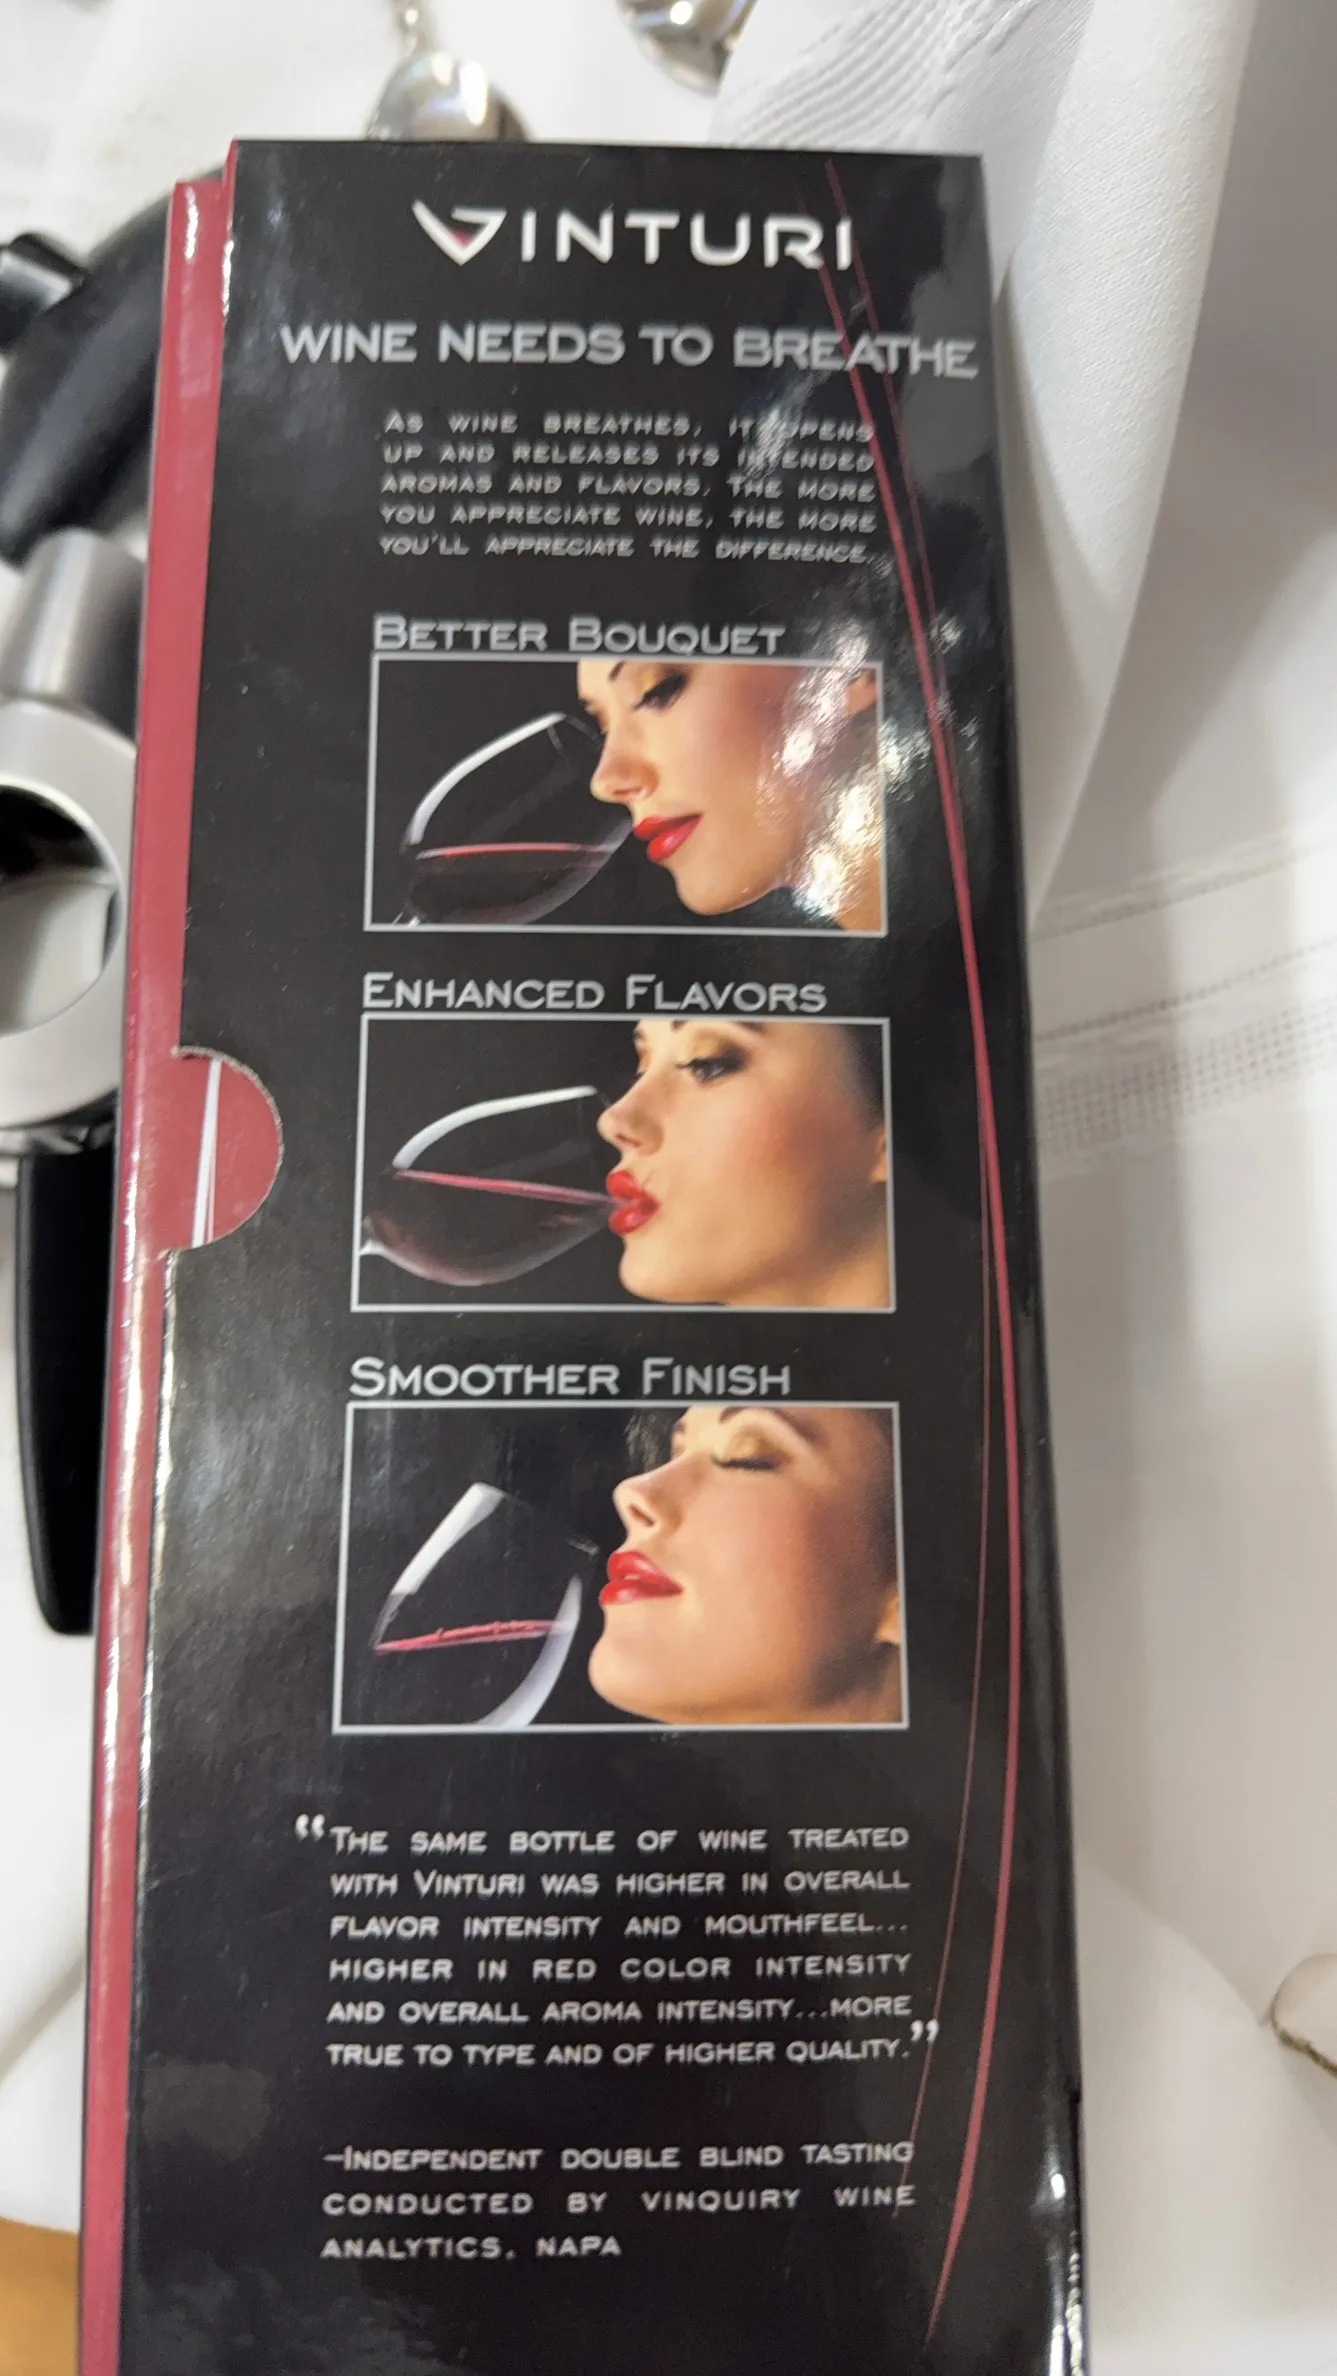 VINTURI
WINE NEEDS TO BREATHE
AS WINE BREATHES, IT OPENS
UP AND RELEASES ITS INTENDED
AROMAS AND FLAVORS. THE MORE
YOU APPRECIATE WINE, THE MORE
YOU'LL APPRECIATE THE DIFFERENCE.
BETTER BOUQUET
ENHANCED FLAVORS
SMOOTHER FINISH
“THE SAME BOTTLE OF WINE TREATED
WITH VINTURI WAS HIGHER IN OVERALL
FLAVOR INTENSITY AND MOUTHFEEL...
HIGHER IN RED COLOR INTENSITY
AND OVERALL AROMA INTENSITY...MORE
TRUE TO TYPE AND OF HIGHER QUALITY.”
–INDEPENDENT DOUBLE BLIND TASTING
CONDUCTED BY VINQUIRY WINE
ANALYTICS, NAPA